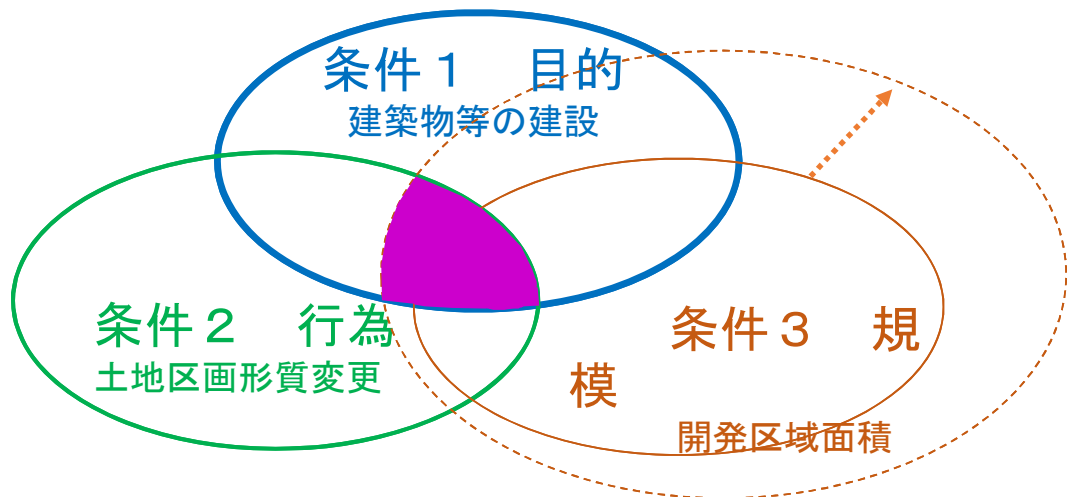 条件１　目的
建築物等の建設
条件２　行為
土地区画形質変更
条件３　規
模
開発区域面積